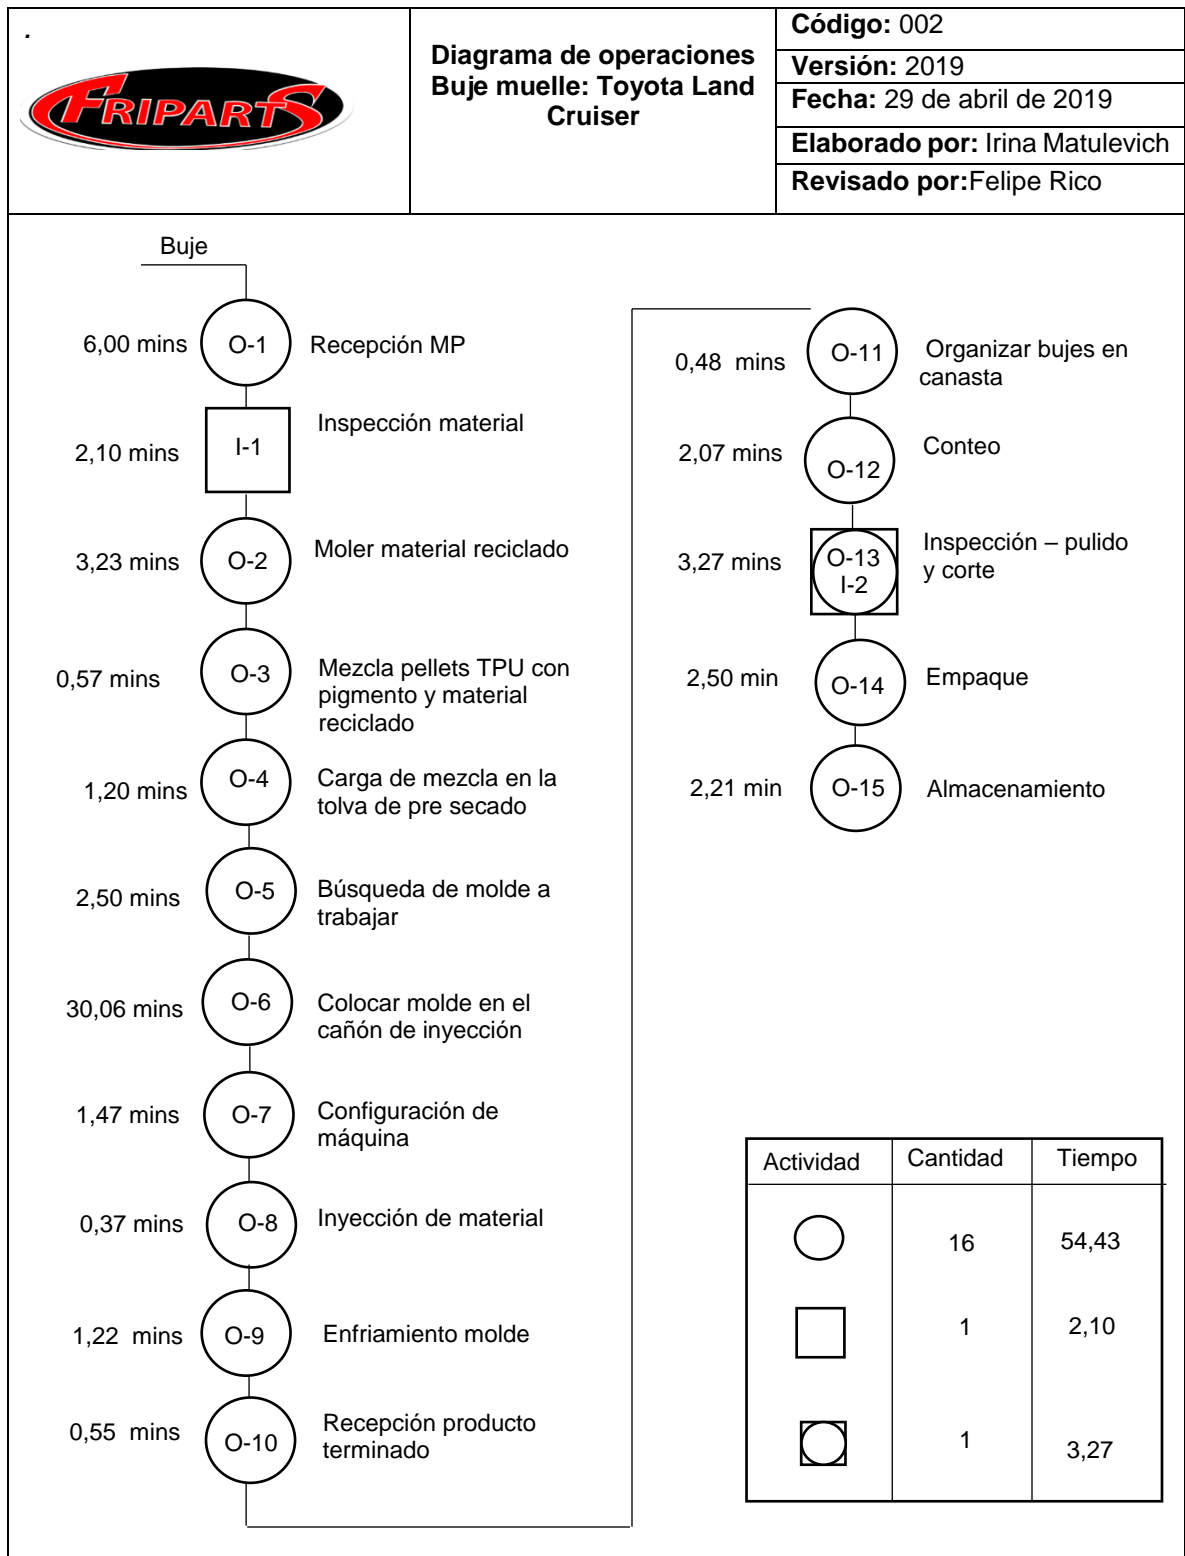 .
FRIPARTS
Diagrama de operaciones
Buje muelle: Toyota Land
Cruiser
Código: 002
Versión: 2019
Fecha: 29 de abril de 2019
Elaborado por: Irina Matulevich
Revisado por:Felipe Rico
Buje
6,00 mins
O-1
Recepción MP
2,10 mins
I-1
Inspección material
3,23 mins
O-2
Moler material reciclado
0,57 mins
O-3
Mezcla pellets TPU con
pigmento y material
reciclado
1,20 mins
O-4
Carga de mezcla en la
tolva de pre secado
2,50 mins
O-5
Búsqueda de molde a
trabajar
30,06 mins
O-6
Colocar molde en el
cañón de inyección
1,47 mins
O-7
Configuración de
máquina
0,37 mins
O-8
Inyección de material
1,22 mins
O-9
Enfriamiento molde
0,55 mins
O-10
Recepción producto
terminado
0,48 mins
O-11
Organizar bujes en
canasta
2,07 mins
O-12
Conteo
3,27 mins
O-13
I-2
Inspección – pulido
y corte
2,50 min
O-14
Empaque
2,21 min
O-15
Almacenamiento
Actividad Cantidad Tiempo
16 54,43
1 2,10
1 3,27